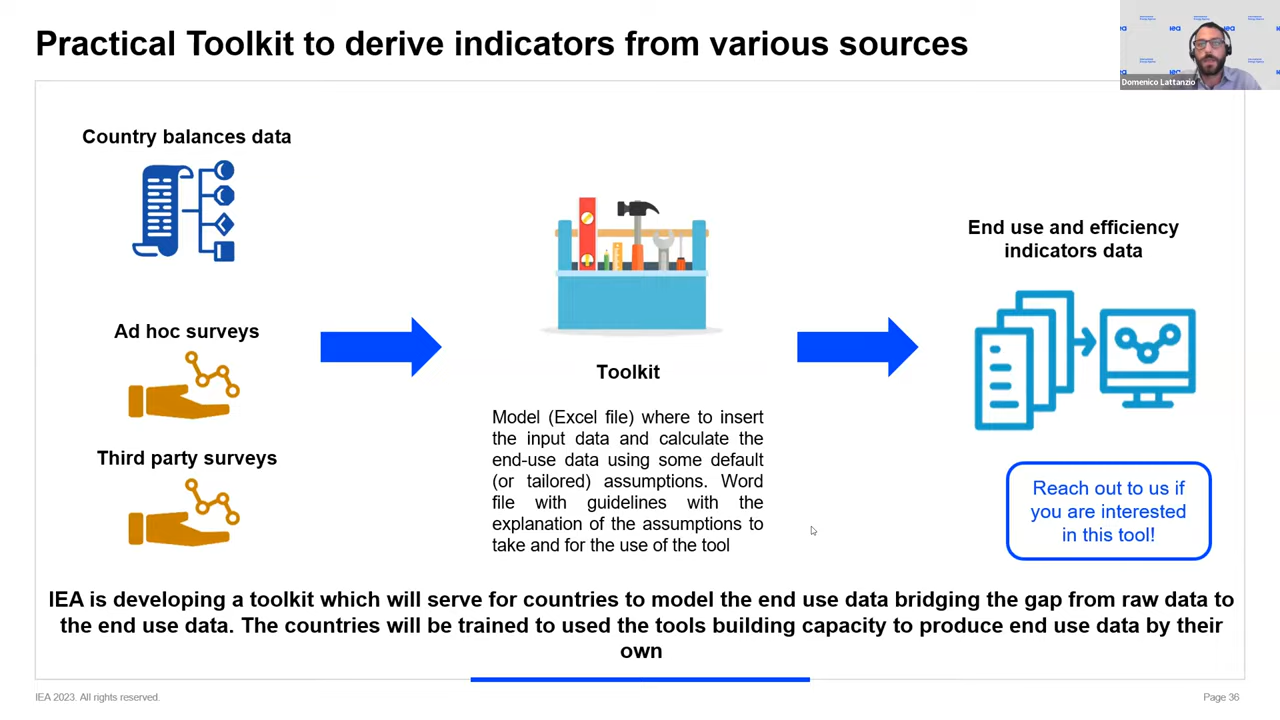 Practical Toolkit to derive indicators from various sources
iea
iea
Domenico Lattanzio
Country balances data
Ad hoc surveys
Third party surveys
Toolkit
Model (Excel file) where to insert
the input data and calculate the
end-use data using some default
(or tailored) assumptions. Word
file with guidelines with the
explanation of the assumptions to
take and for the use of the tool
End use and efficiency
indicators data
Reach out to us if
you are interested
in this tool!
IEA is developing a toolkit which will serve for countries to model the end use data bridging the gap from raw data to
the end use data. The countries will be trained to used the tools building capacity to produce end use data by their
own
IEA 2023. All rights reserved.
Page 36